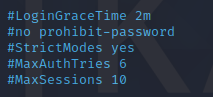 #LoginGraceTime 2m
#no prohibit-password
#StrictModes yes
#MaxAuthTries 6
#MaxSessions 10